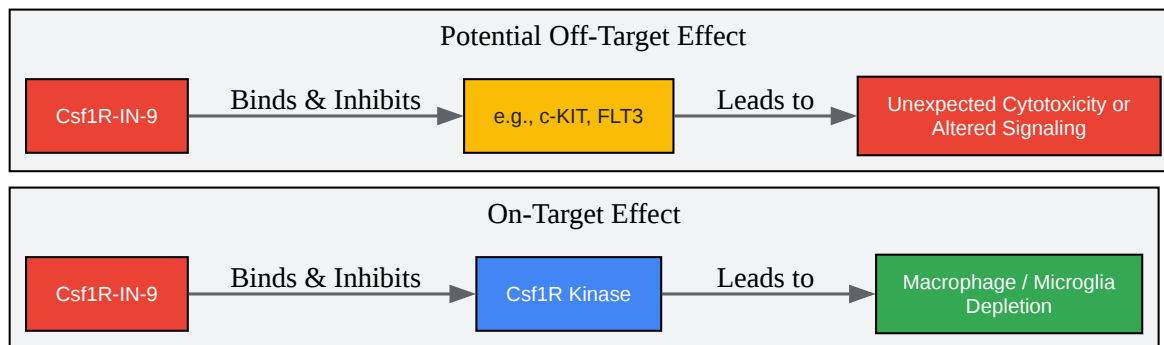 Potential Off-Target Effect
Csf1R-IN-9
Binds & Inhibits
e.g., c-KIT, FLT3
Leads to
Unexpected Cytotoxicity or
Altered Signaling
On-Target Effect
Csf1R-IN-9
Binds & Inhibits
Csf1R Kinase
Leads to
Macrophage / Microglia
Depletion